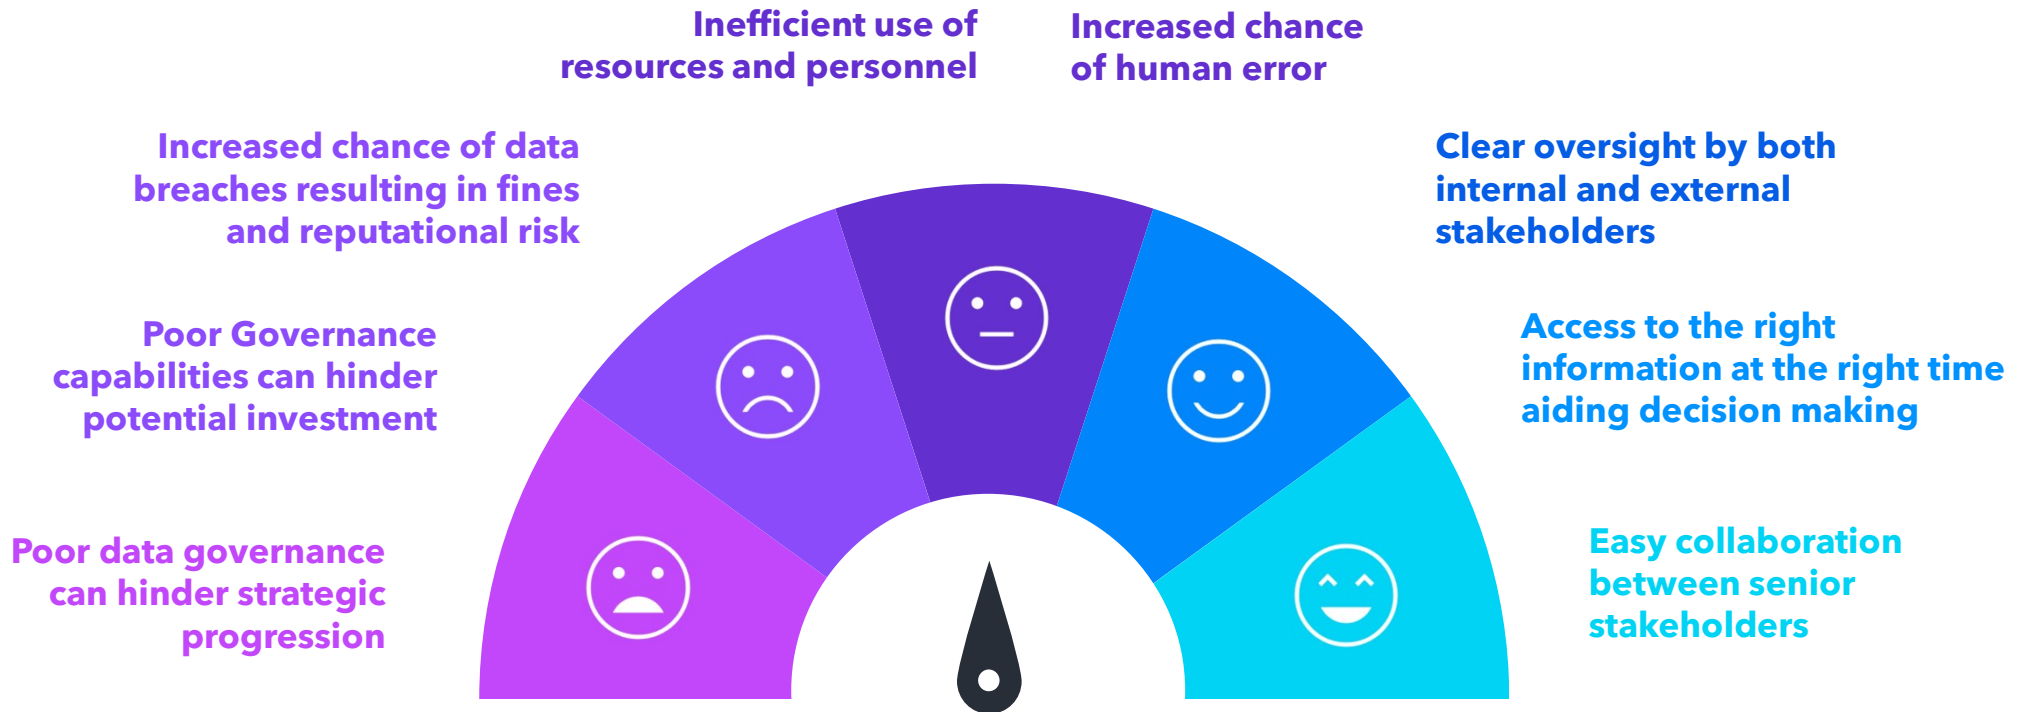 Inefficient use of
resources and personnel
Increased chance
of human error
Increased chance of data
breaches resulting in fines
and reputational risk
Clear oversight by both
internal and external
stakeholders
Poor Governance
capabilities can hinder
potential investment
Access to the right
information at the right time
aiding decision making
Poor data governance
can hinder strategic
progression
Easy collaboration
between senior
stakeholders